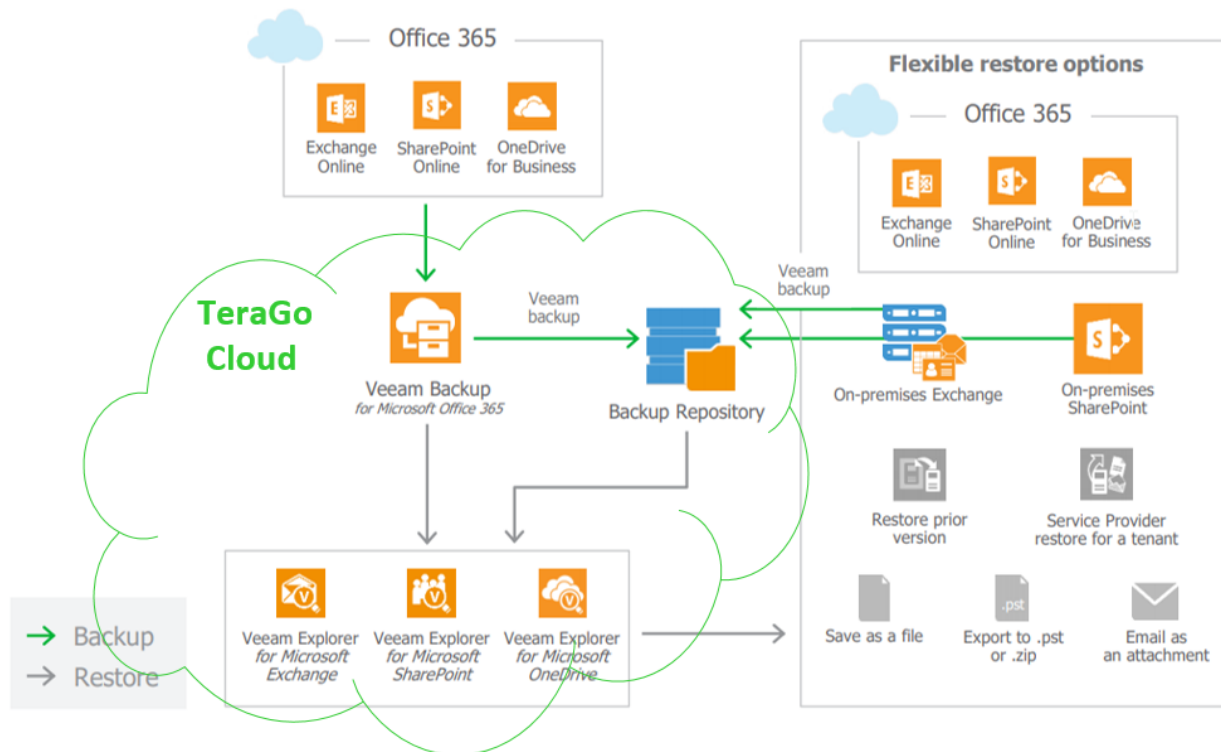 Office 365
Exchange
Online
SharePoint
Online
OneDrive
for Business
TeraGo
Cloud
Veeam Backup
for Microsoft Office 365
Veeam
backup
Backup Repository
Veeam Explorer
for Microsoft
Exchange
Veeam Explorer
for Microsoft
SharePoint
Veeam Explorer
for Microsoft
OneDrive
Backup
Restore
Flexible restore options
Office 365
Exchange
Online
SharePoint
Online
OneDrive
for Business
Veeam
backup
On-premises Exchange
On-premises
SharePoint
Restore prior
version
Service Provider
restore for a tenant
Save as a file
.pst
Export to .pst
or .zip
Email as
an attachment